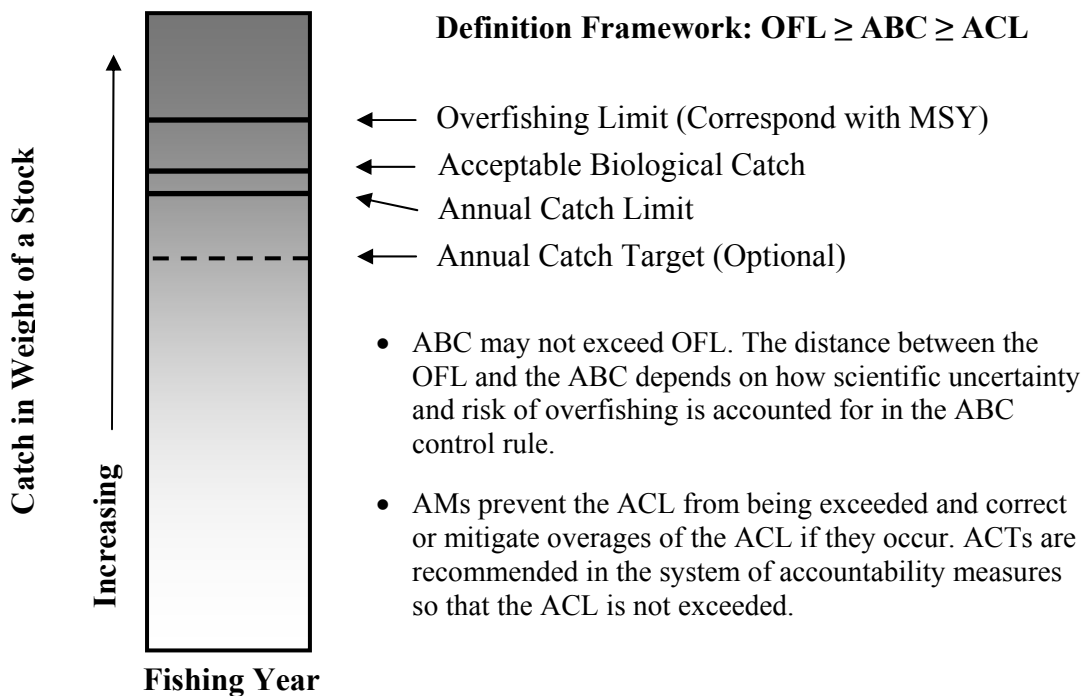 Definition Framework: OFL ≥ ABC ≥ ACL
Catch in Weight of a Stock
Increasing
Overfishing Limit (Correspond with MSY)
Acceptable Biological Catch
Annual Catch Limit
Annual Catch Target (Optional)
• ABC may not exceed OFL. The distance between the
OFL and the ABC depends on how scientific uncertainty
and risk of overfishing is accounted for in the ABC
control rule.
• AMs prevent the ACL from being exceeded and correct
or mitigate overages of the ACL if they occur. ACTs are
recommended in the system of accountability measures
so that the ACL is not exceeded.
Fishing Year